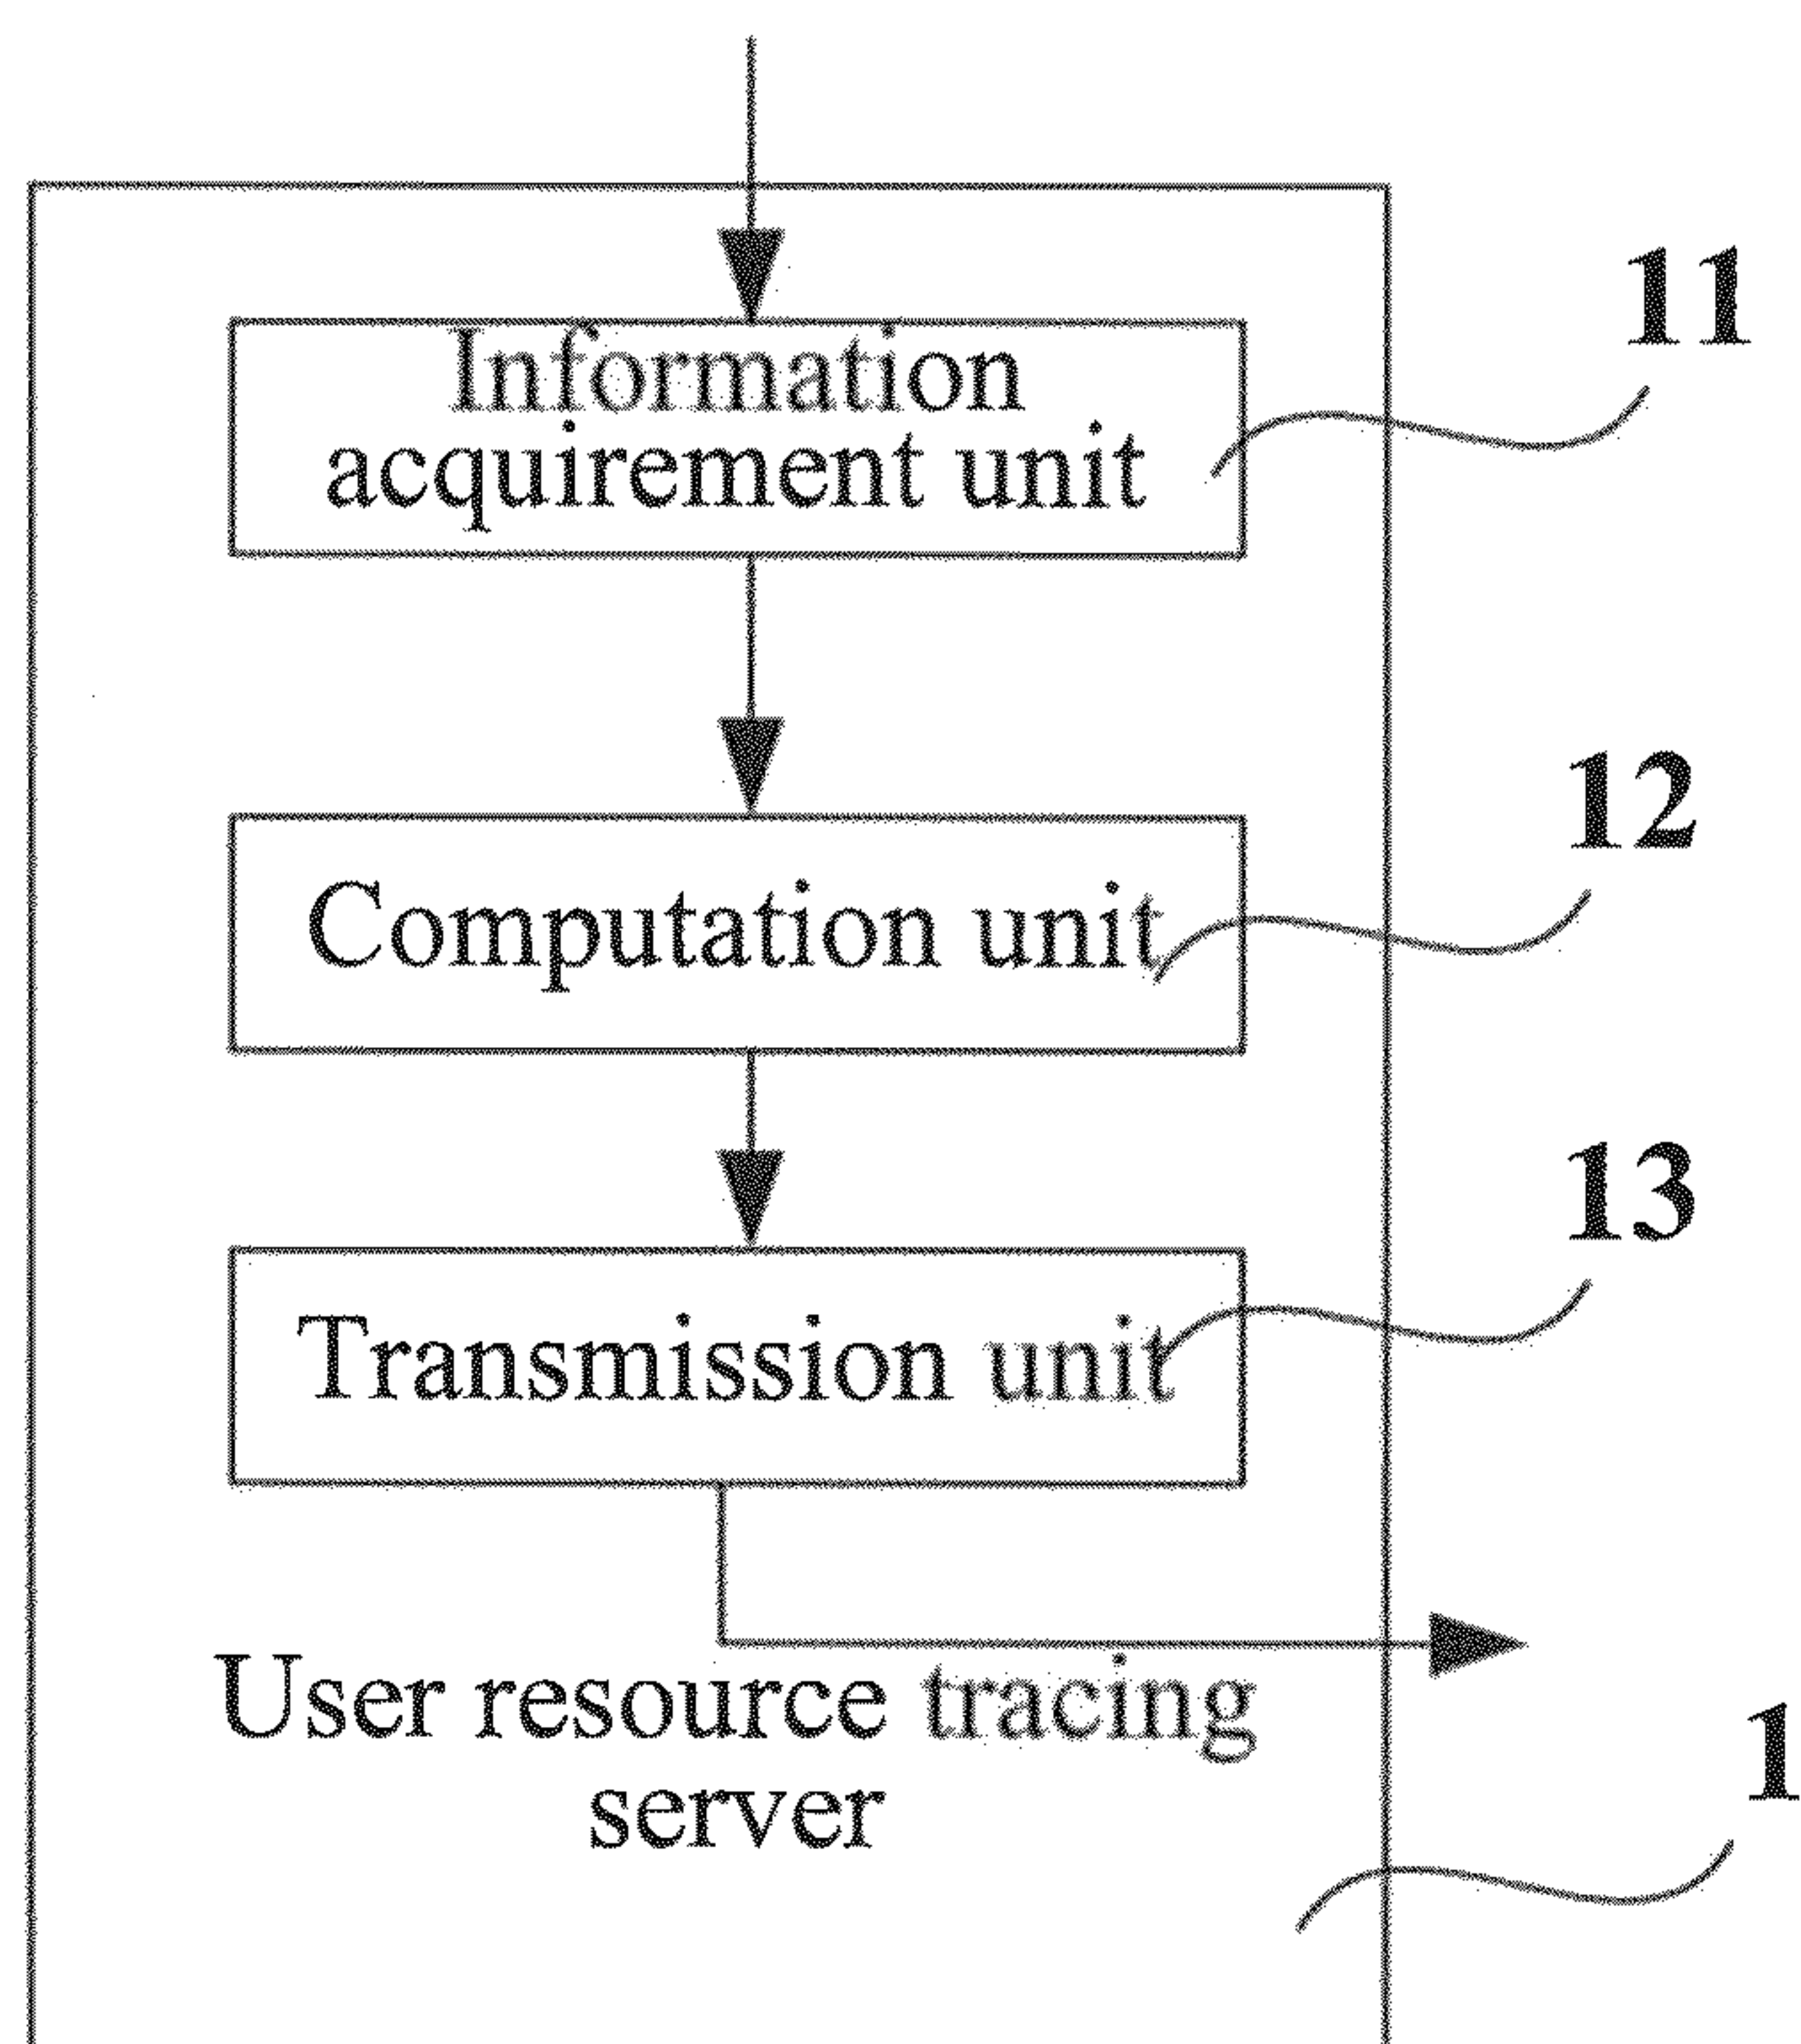 11
Information
acquirement unit
12
Computation unit
13
Transmission unit
User resource tracing
server
1